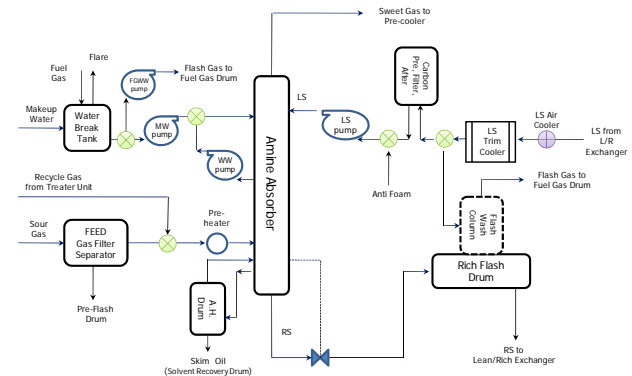 Sweet Gas to
Pre-cooler
Fuel
Gas
Flare
FGWW
pump
Flash Gas to
Fuel Gas Drum
Makeup
Water
Water
Break
Tank
MW
pump
WW
pump
LS
LS
pump
Carbon
Pre. Filter,
After
Anti Foam
LS
Trim
Cooler
LS Air
Cooler
LS from
L/R
Exchanger
Amine Absorber
Recycle Gas
from Treater Unit
Sour
Gas
FEED
Gas Filter
Separator
Pre-
heater
Pre-Flash
Drum
A.H.
Drum
Skim Oil
(Solvent Recovery Drum)
RS
Flash Gas to
Fuel Gas Drum
Flash
Wash
Column
Rich Flash
Drum
RS to
Lean/Rich Exchanger